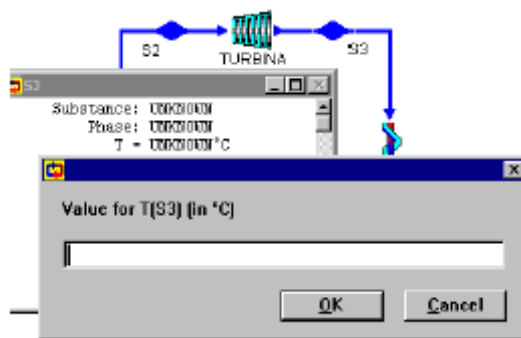 S2
S3
TURBINA
S3
Substance: UNKNOWN
Phase: UNKNOWN
T = UNKNOWN°C
Value for T(S3) (in °C)
OK
Cancel